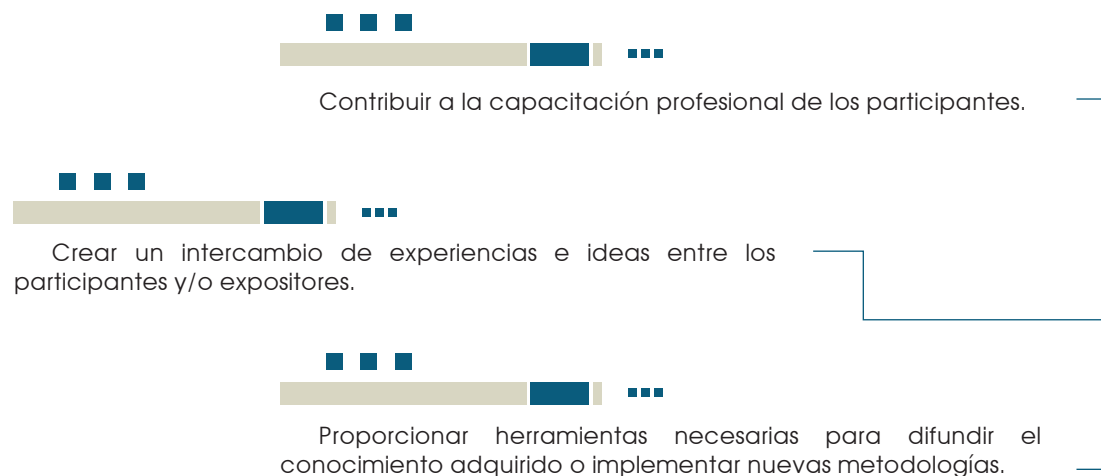 Contribuir a la capacitación profesional de los participantes.
Crear un intercambio de experiencias e ideas entre los
participantes y/o expositores.
Proporcionar herramientas necesarias para difundir el
conocimiento adquirido o implementar nuevas metodologías.